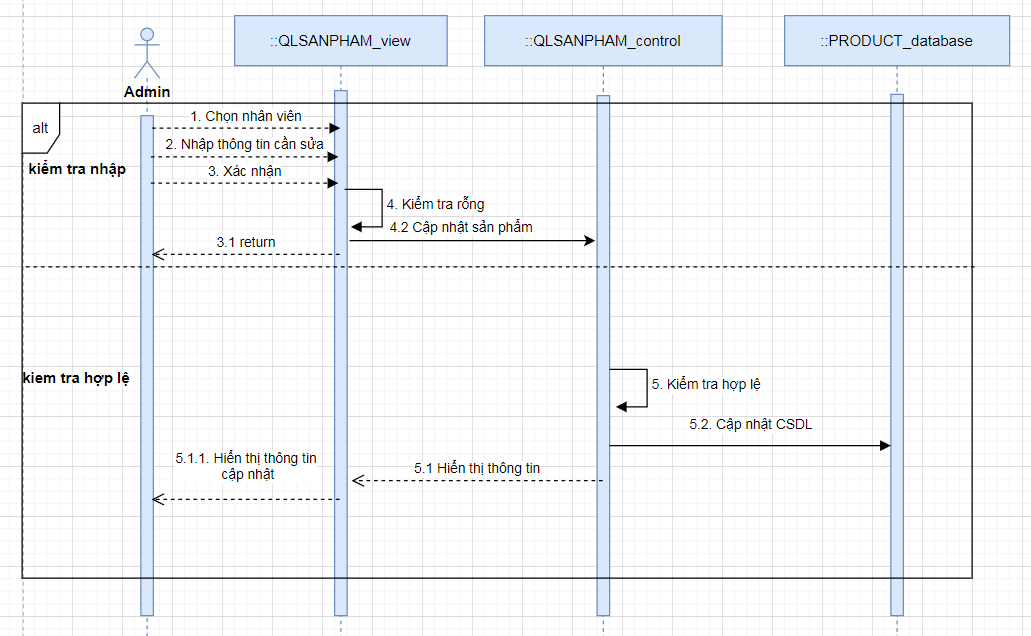 ::QLSANPHAM_view
::QLSANPHAM_control
::PRODUCT_database
Admin
alt
1. Chọn nhân viên
2. Nhập thông tin cần sửa
kiểm tra nhập
3. Xác nhận
4. Kiểm tra rỗng
4.2 Cập nhật sản phẩm
3.1 return
kiem tra hợp lệ
5. Kiểm tra hợp lệ
5.2. Cập nhật CSDL
5.1.1. Hiển thị thông tin
cập nhật
5.1 Hiển thị thông tin